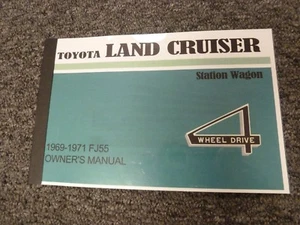 TOYOTA LAND CRUISER
Station Wagon
4
WHEEL DRIVE
1969-1971 FJ55
OWNER'S MANUAL